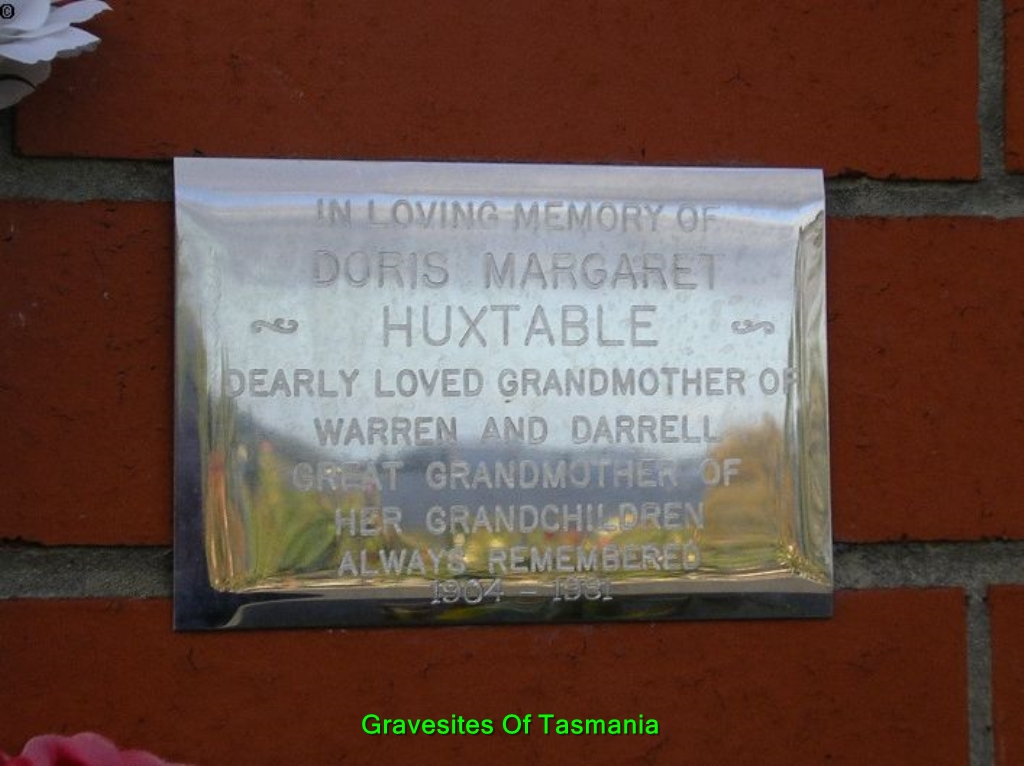 ©
IN LOVING MEMORY OF
DORIS MARGARET
HUXTABLE
DEARLY LOVED GRANDMOTHER OF
WARREN AND DARRELL
GREAT GRANDMOTHER OF
HER GRANDCHILDREN
ALWAYS REMEMBERED
1904 - 1981
Gravesites Of Tasmania